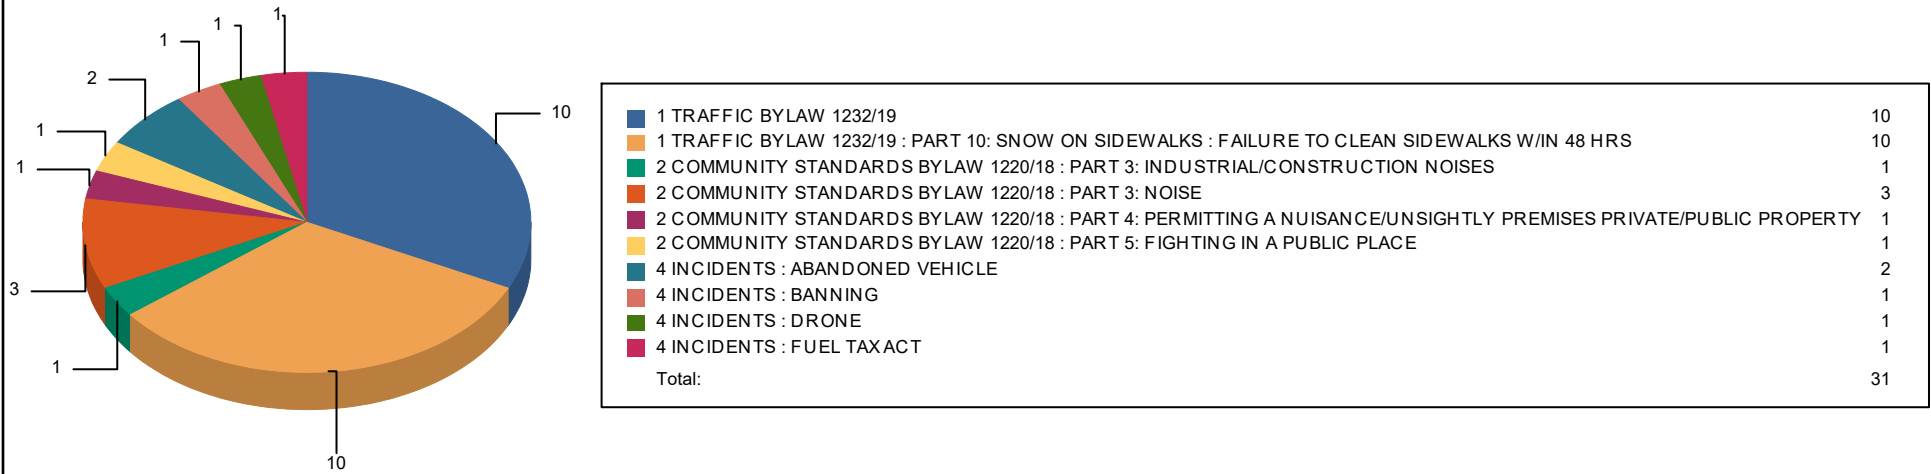 1
1
1
2
10
1
1
3
1
10
1 TRAFFIC BYLAW 1232/19 10
1 TRAFFIC BYLAW 1232/19 : PART 10: SNOW ON SIDEWALKS : FAILURE TO CLEAN SIDEWALKS W/IN 48 HRS 10
2 COMMUNITY STANDARDS BYLAW 1220/18 : PART 3: INDUSTRIAL/CONSTRUCTION NOISES 1
2 COMMUNITY STANDARDS BYLAW 1220/18 : PART 3: NOISE 3
2 COMMUNITY STANDARDS BYLAW 1220/18 : PART 4: PERMITTING A NUISANCE/UNSIGHTLY PREMISES PRIVATE/PUBLIC PROPERTY 1
2 COMMUNITY STANDARDS BYLAW 1220/18 : PART 5: FIGHTING IN A PUBLIC PLACE 1
4 INCIDENTS : ABANDONED VEHICLE 2
4 INCIDENTS : BANNING 1
4 INCIDENTS : DRONE 1
4 INCIDENTS : FUEL TAX ACT 1
Total: 31